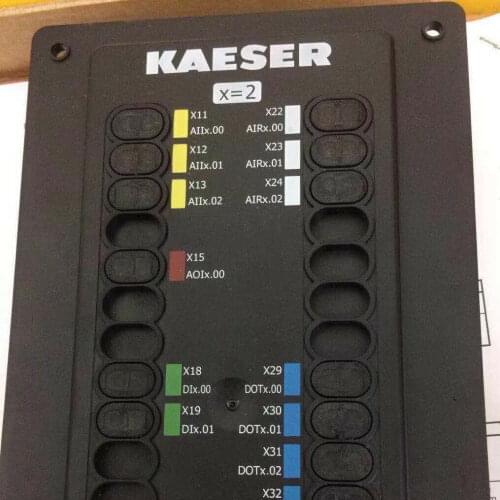 KAESER
x=2
X11
AIIx.00
X12
AIIx.01
X13
AIIx.02
X15
AOIx.00
X18
DIx.00
X19
DIx.01
X22
AIRx.00
X23
AIRx.01
X24
AIRx.02
X29
DOTx.00
X30
DOTx.01
X31
DOTx.02
X32